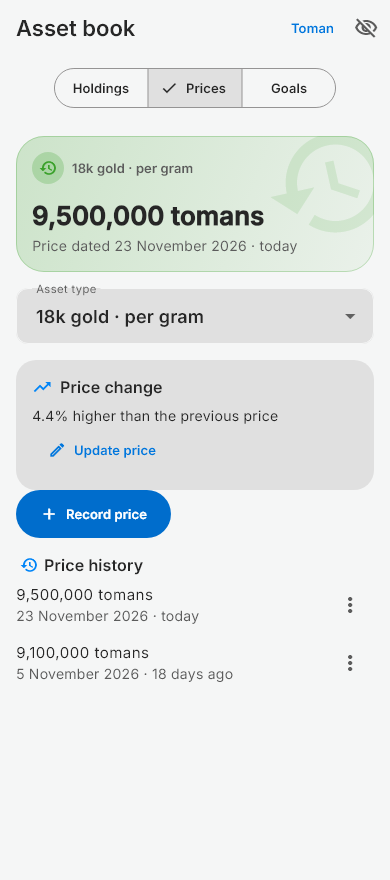 Asset book
Toman
Holdings
Prices
Goals
18k gold · per gram
9,500,000 tomans
Price dated 23 November 2026 · today
Asset type
18k gold · per gram
Price change
4.4% higher than the previous price
Update price
Record price
Price history
9,500,000 tomans
23 November 2026 · today
9,100,000 tomans
5 November 2026 · 18 days ago